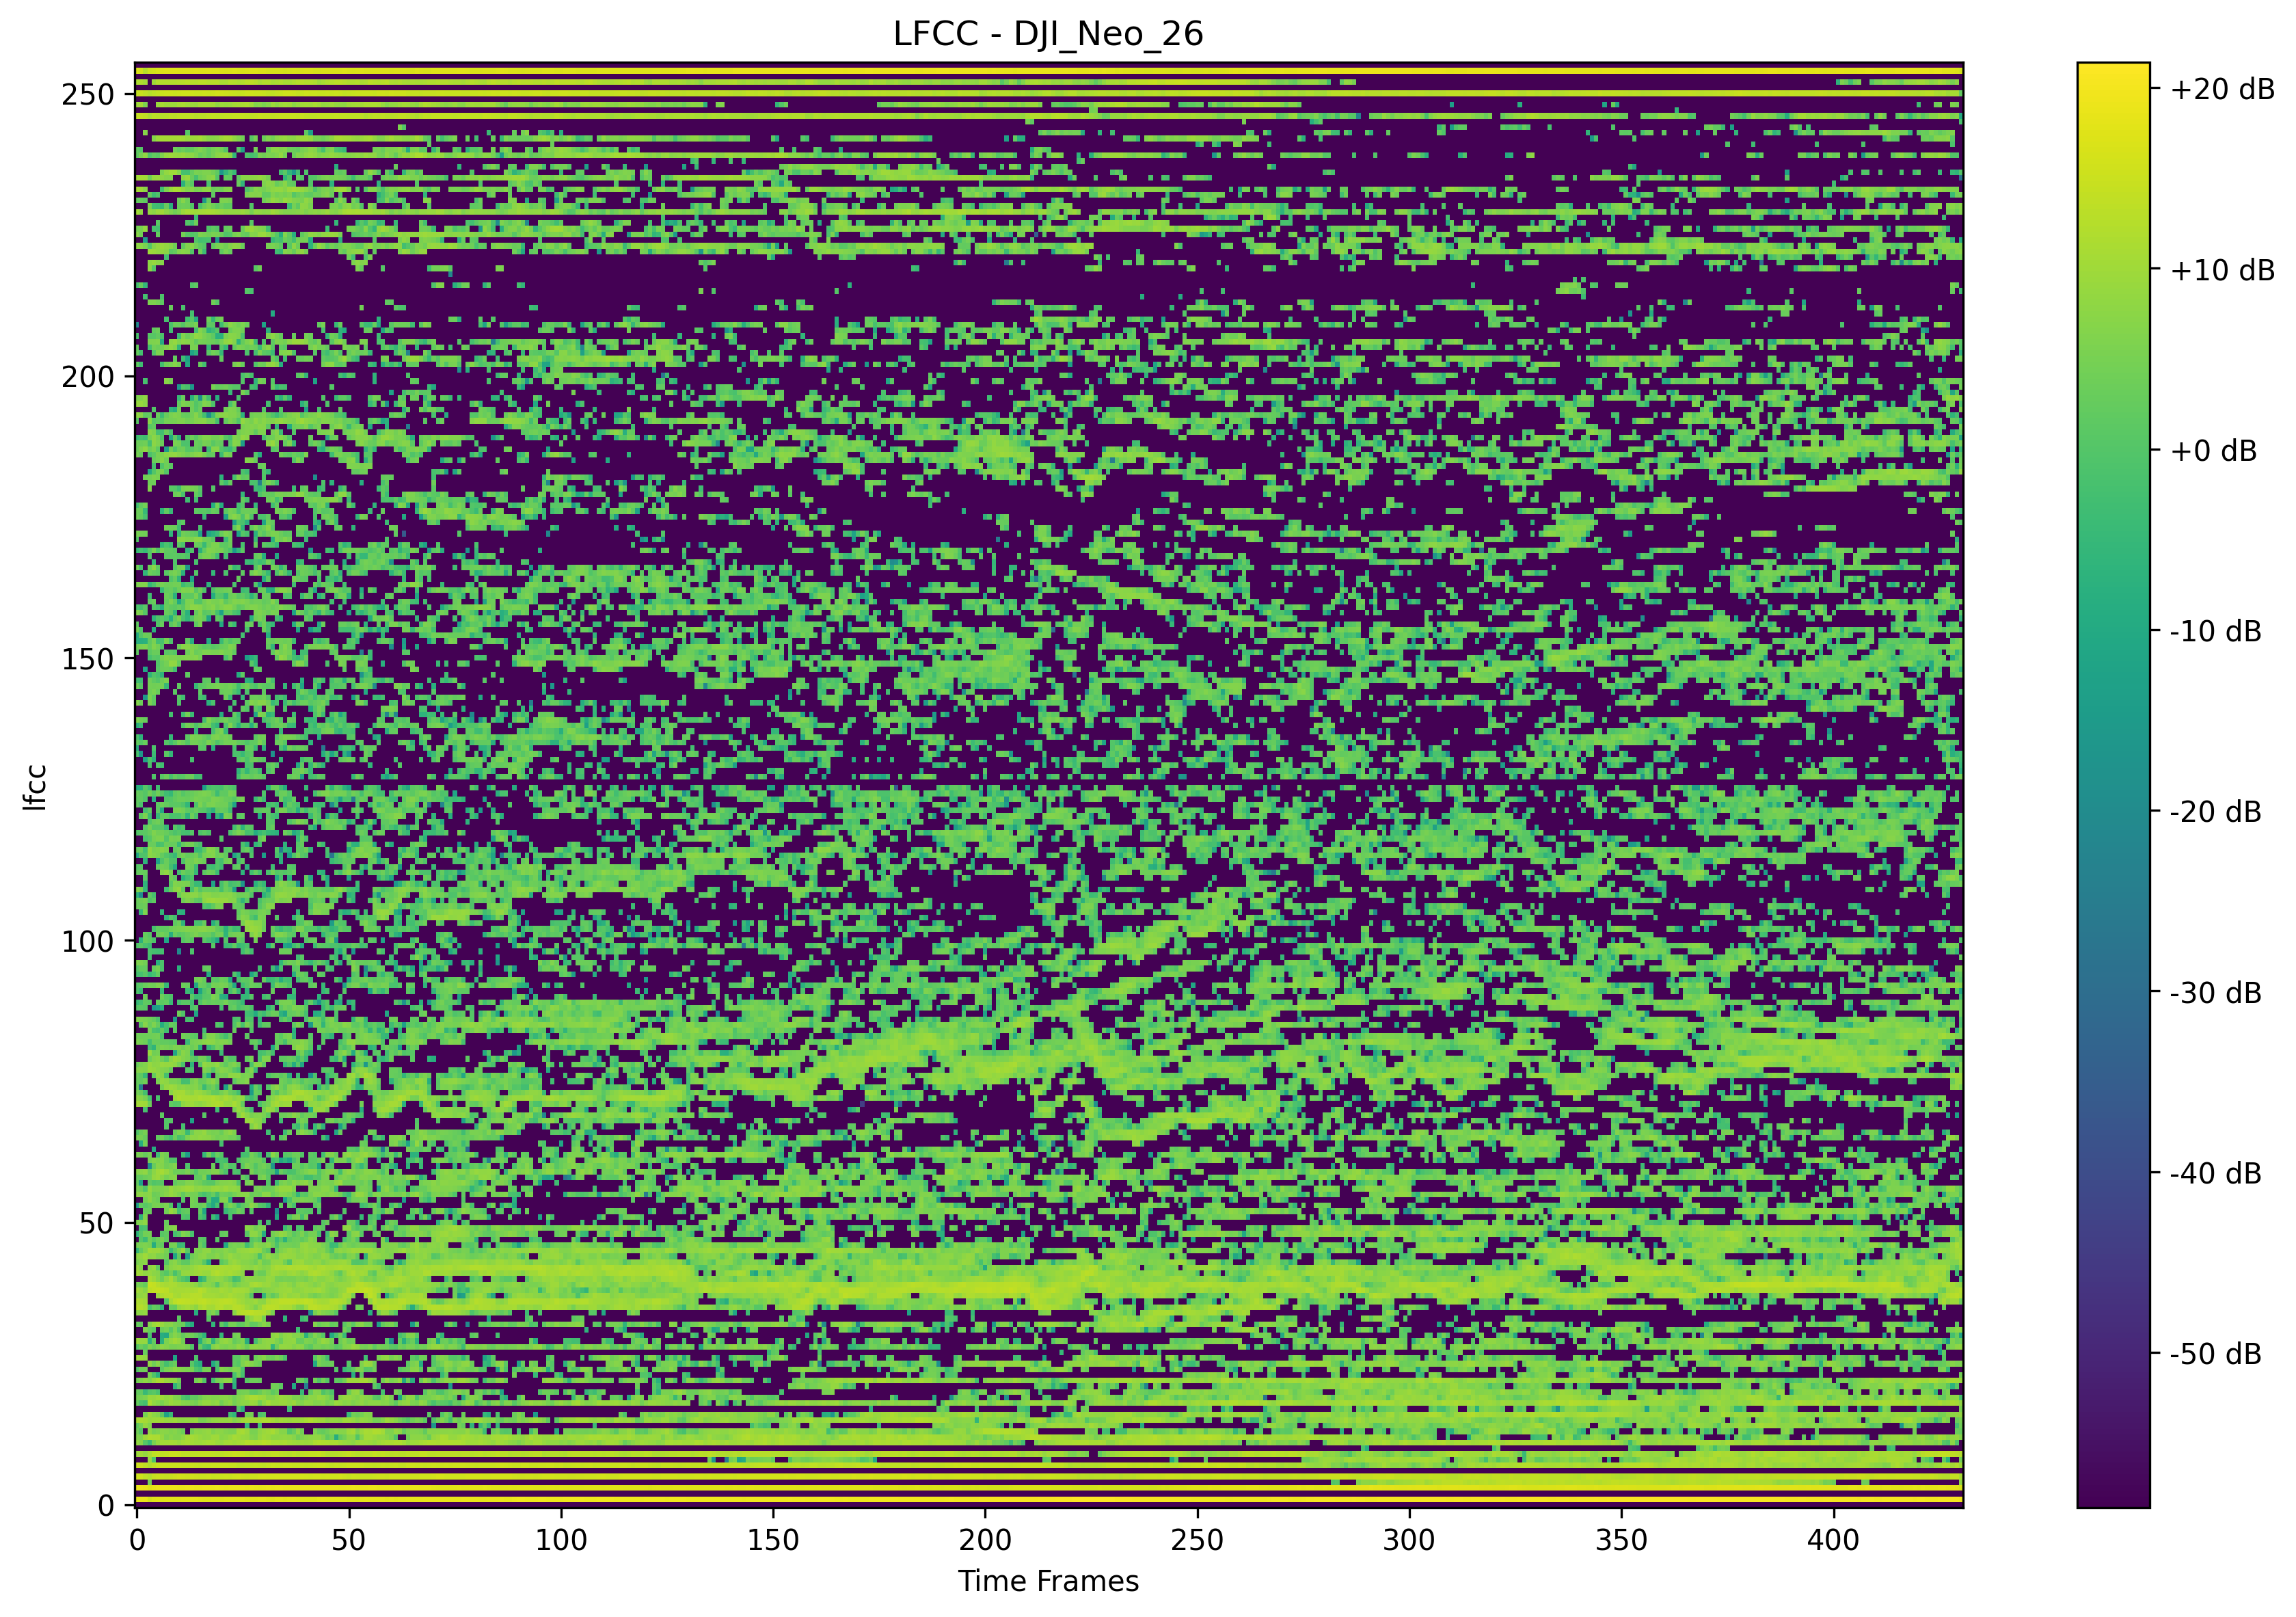 LFCC - DJI_Neo_26
250
200
150
100
50
0
lfcc
0 50 100 150 200 250 300 350 400
Time Frames
+20 dB
+10 dB
+0 dB
-10 dB
-20 dB
-30 dB
-40 dB
-50 dB